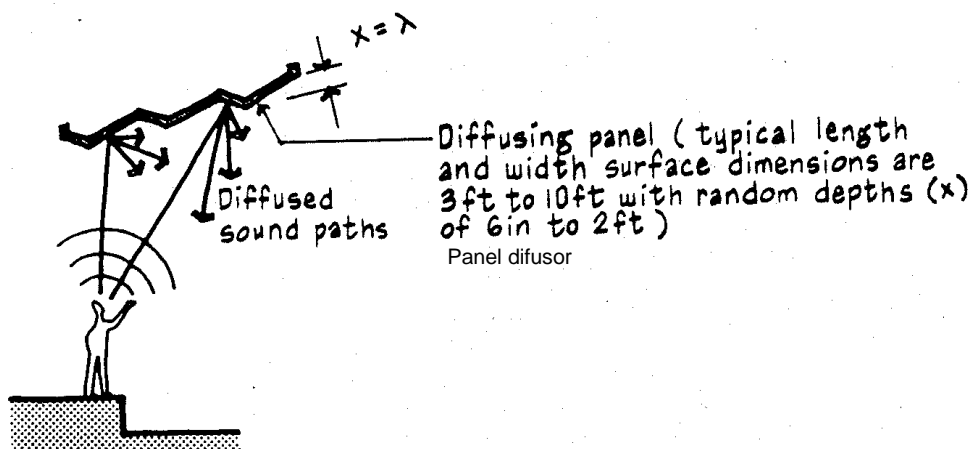 x = λ
Diffusing panel ( typical length
and width surface dimensions are
3ft to 10ft with random depths (x)
of 6in to 2ft )
Panel difusor
Diffused
sound paths